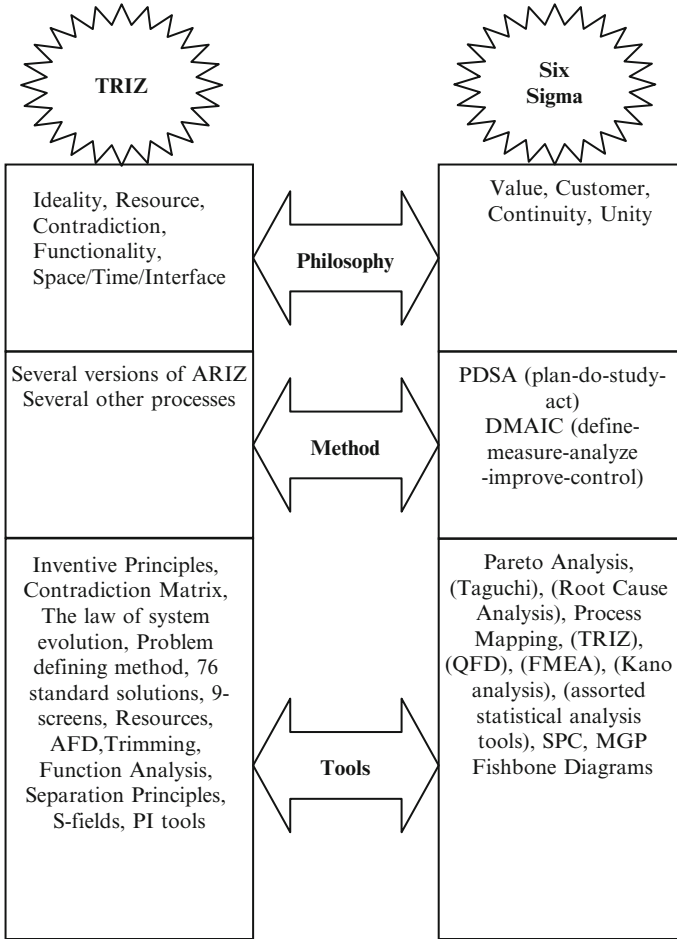 TRIZ
Six
Sigma
Ideality, Resource,
Contradiction,
Functionality,
Space/Time/Interface
Philosophy
Value, Customer,
Continuity, Unity
Several versions of ARIZ
Several other processes
Method
PDSA (plan-do-study-
act)
DMAIC (define-
measure-analyze
-improve-control)
Inventive Principles,
Contradiction Matrix,
The law of system
evolution, Problem
defining method, 76
standard solutions, 9-
screens, Resources,
AFD,Trimming,
Function Analysis,
Separation Principles,
S-fields, PI tools
Tools
Pareto Analysis,
(Taguchi), (Root Cause
Analysis), Process
Mapping, (TRIZ),
(QFD), (FMEA), (Kano
analysis), (assorted
statistical analysis
tools), SPC, MGP
Fishbone Diagrams